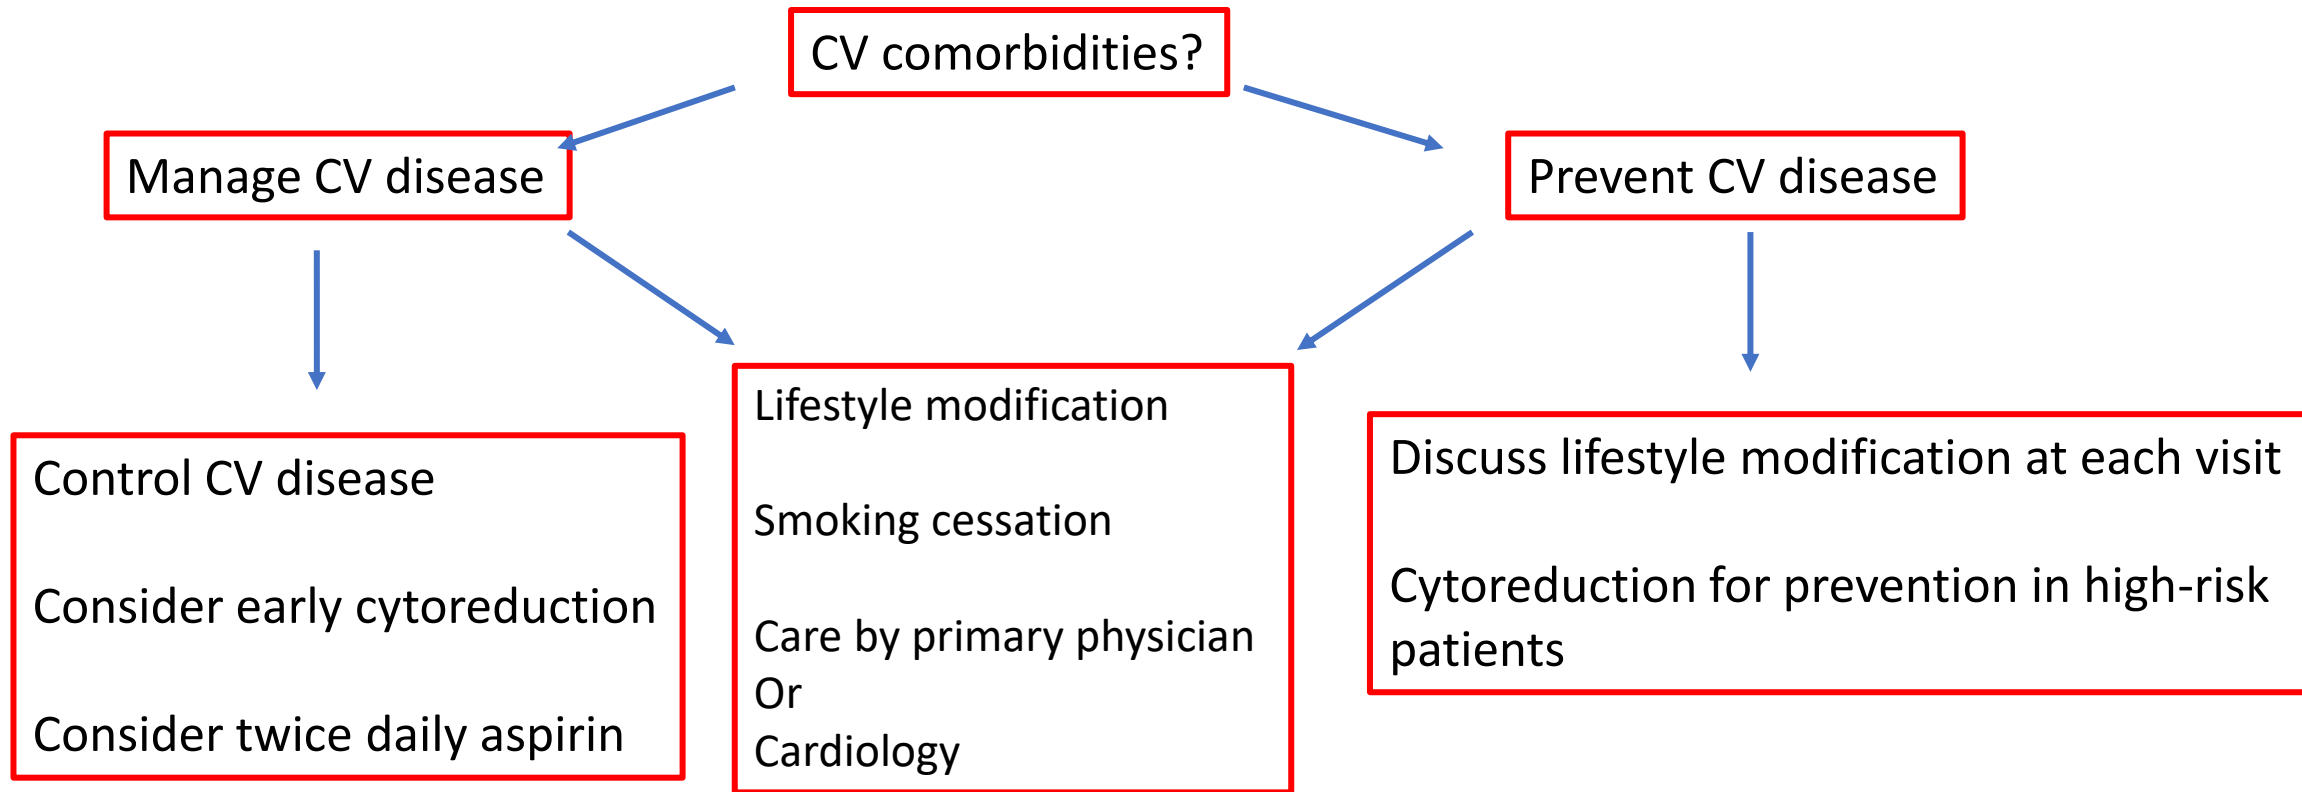 CV comorbidities?
Manage CV disease
Prevent CV disease
Control CV disease
Consider early cytoreduction
Consider twice daily aspirin
Lifestyle modification
Smoking cessation
Care by primary physician
Or
Cardiology
Discuss lifestyle modification at each visit
Cytoreduction for prevention in high-risk
patients